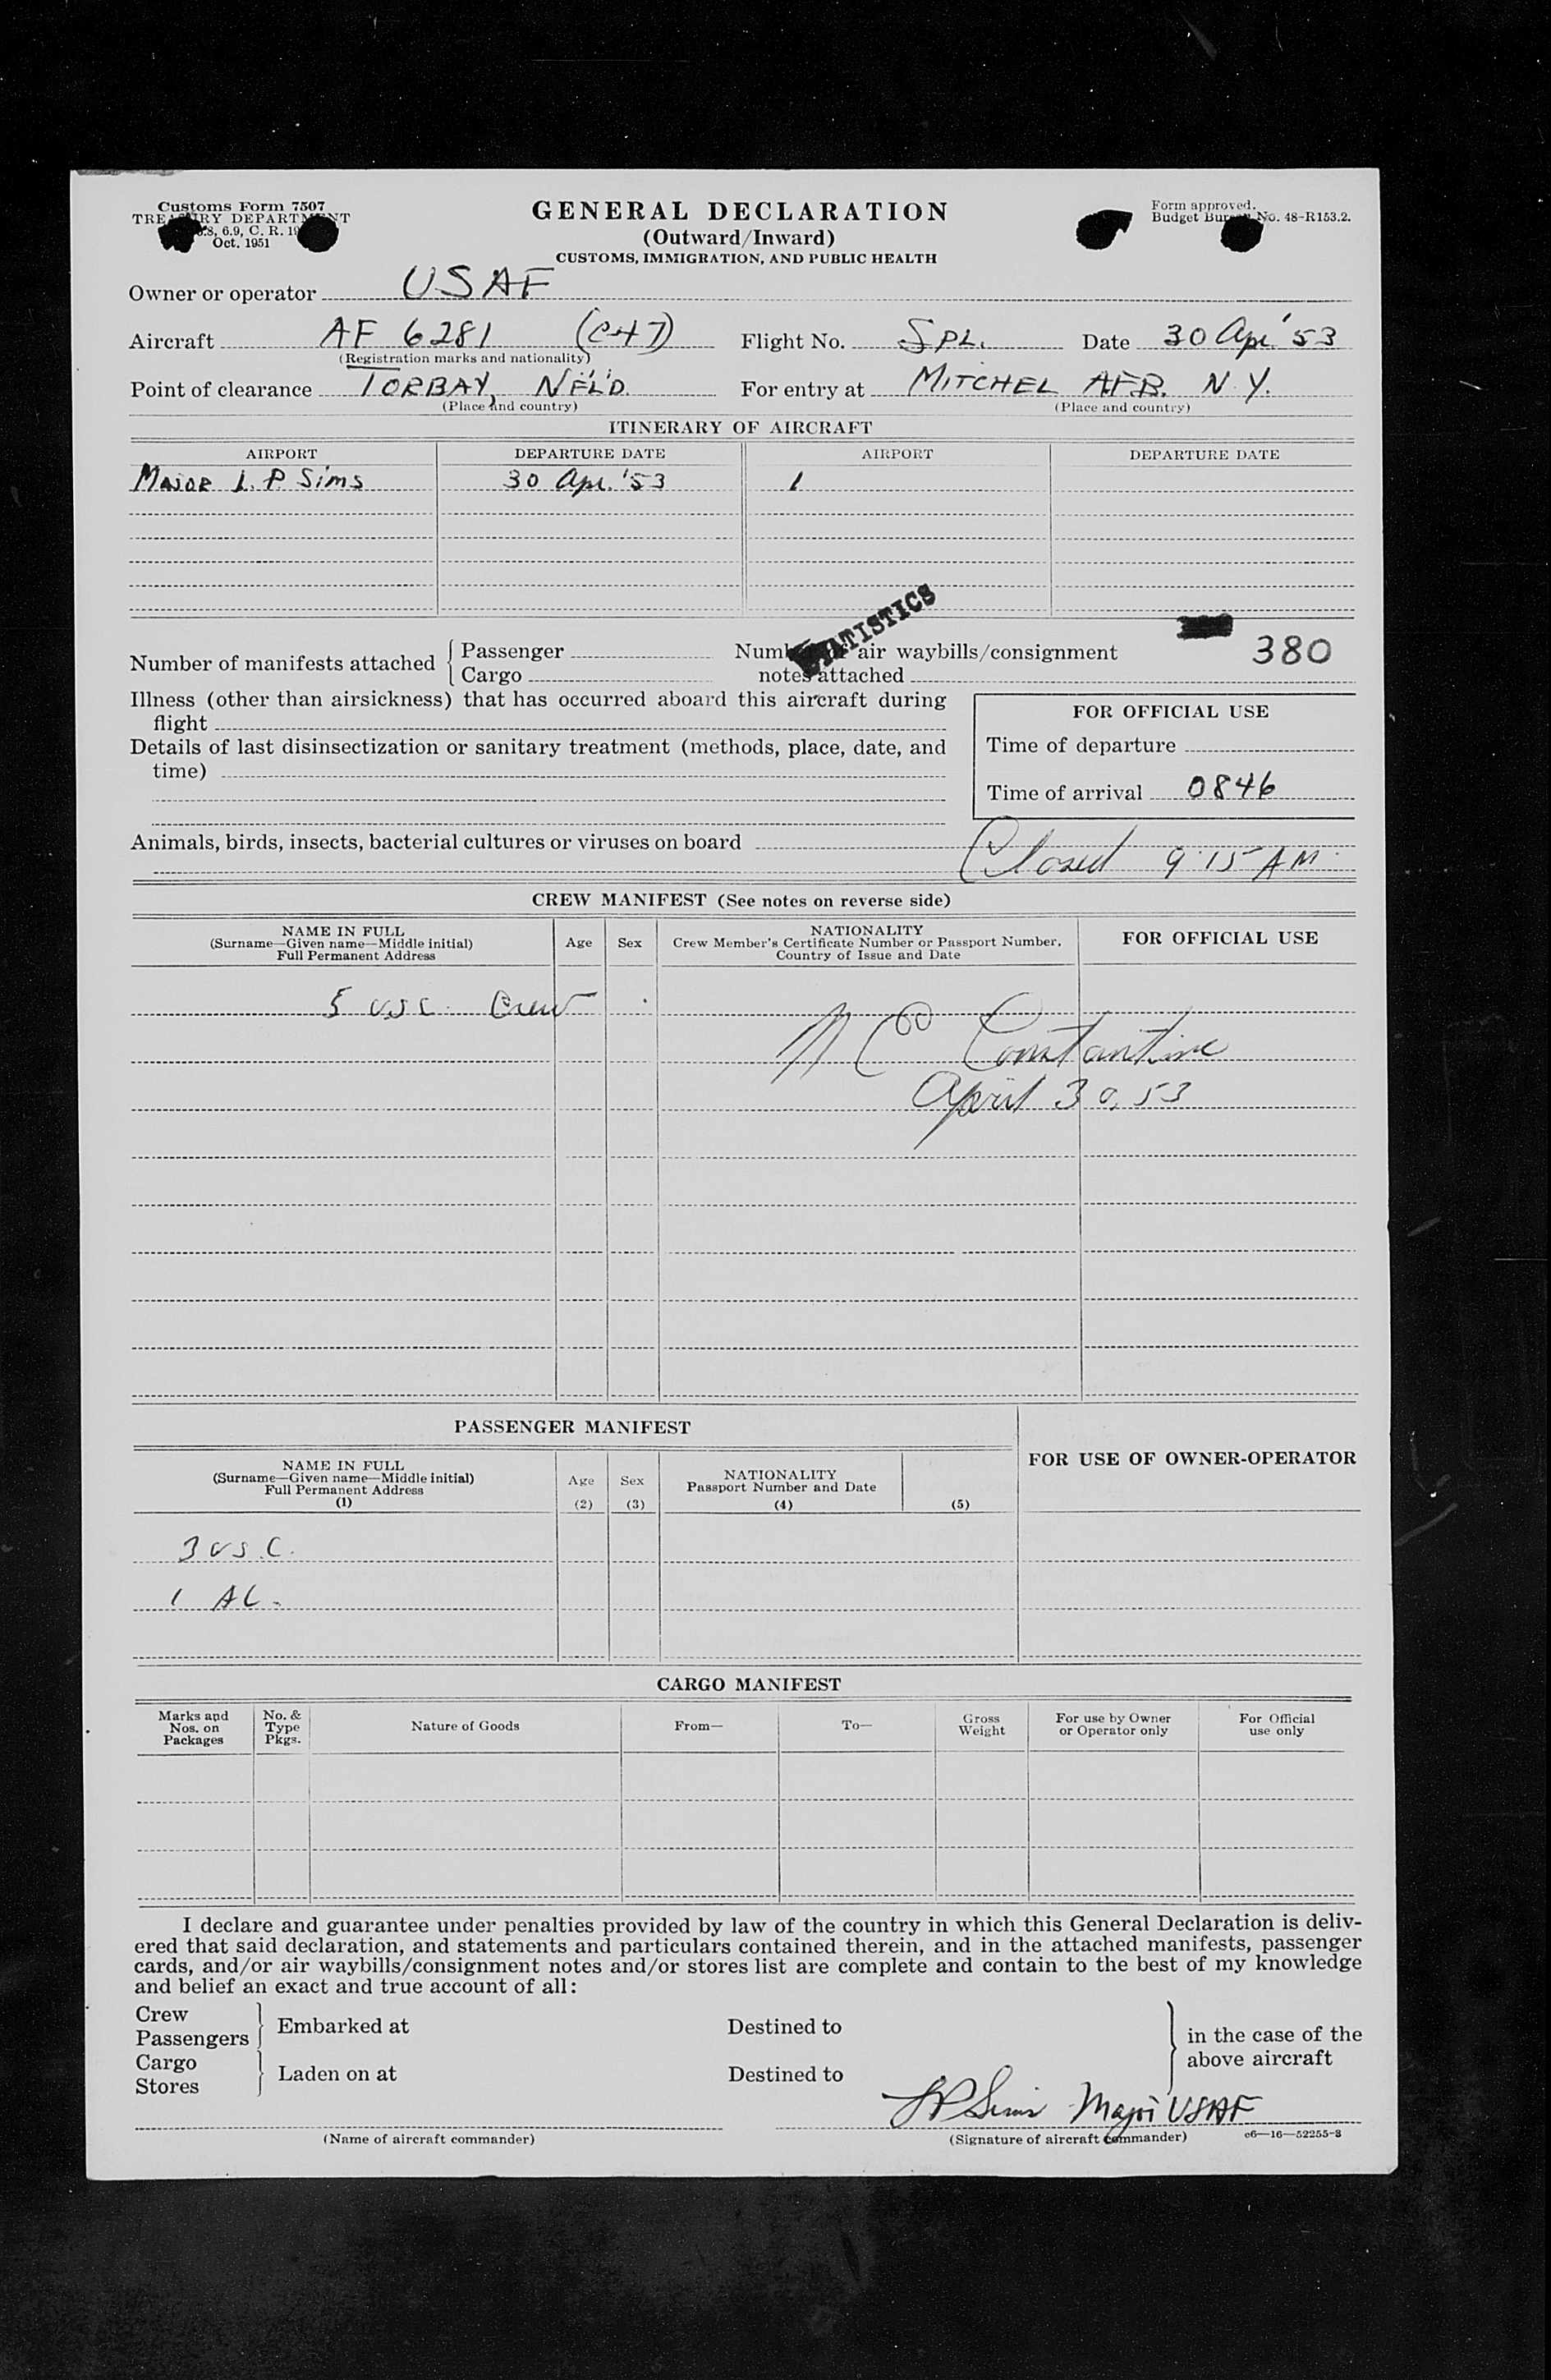 Customs Form 7507
TREASURY DEPARTMENT
6.8, 6.9, C. R. 19
Oct. 1951
GENERAL DECLARATION
(Outward/Inward)
CUSTOMS, IMMIGRATION, AND PUBLIC HEALTH
Form approved.
Budget Bureau No. 48-R153.2.
Owner or operator USAF
Aircraft AF 6281 (C-47) Flight No. SPL. Date 30 Apr. '53
(Registration marks and nationality)
Point of clearance TORBAY, NFLD. For entry at MITCHEL AFB. N.Y.
(Place and country) (Place and country)
ITINERARY OF AIRCRAFT
AIRPORT DEPARTURE DATE AIRPORT DEPARTURE DATE
MAJOR L. P. Sims 30 Apr. '53 1
STATISTICS
380
Number of manifests attached { Passenger
Cargo
Number of air waybills/consignment
notes attached
Illness (other than airsickness) that has occurred aboard this aircraft during
flight
Details of last disinsectization or sanitary treatment (methods, place, date, and
time)
FOR OFFICIAL USE
Time of departure
Time of arrival 0846
Animals, birds, insects, bacterial cultures or viruses on board
Closed 9:15 AM
CREW MANIFEST (See notes on reverse side)
NAME IN FULL
(Surname—Given name—Middle initial)
Full Permanent Address
Age
Sex
NATIONALITY
Crew Member's Certificate Number or Passport Number,
Country of Issue and Date
FOR OFFICIAL USE
5 USC. Crew
Constantine
April 30, 53
PASSENGER MANIFEST
FOR USE OF OWNER-OPERATOR
NAME IN FULL
(Surname—Given name—Middle initial)
Full Permanent Address
(1)
Age
(2)
Sex
(3)
NATIONALITY
Passport Number and Date
(4)
(5)
3 US.C.
1 AC.
CARGO MANIFEST
Marks and
Nos. on
Packages
No. &
Type
Pkgs.
Nature of Goods
From—
To—
Gross
Weight
For use by Owner
or Operator only
For Official
use only
I declare and guarantee under penalties provided by law of the country in which this General Declaration is deliv-
ered that said declaration, and statements and particulars contained therein, and in the attached manifests, passenger
cards, and/or air waybills/consignment notes and/or stores list are complete and contain to the best of my knowledge
and belief an exact and true account of all:
Crew
Passengers } Embarked at Destined to
Cargo
Stores } Laden on at Destined to
} in the case of the
above aircraft
LP Sims Major USAF
(Name of aircraft commander) (Signature of aircraft commander) c6—16—52255-3